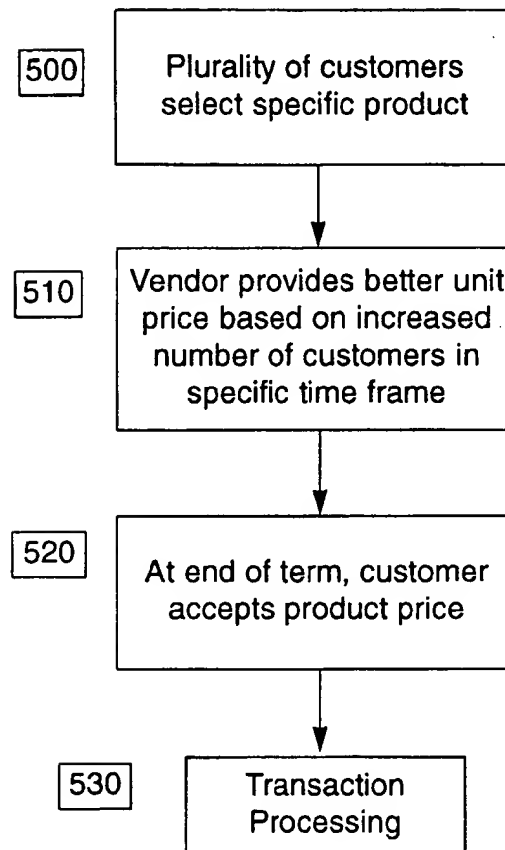 500
Plurality of customers
select specific product
510
Vendor provides better unit
price based on increased
number of customers in
specific time frame
520
At end of term, customer
accepts product price
530
Transaction
Processing